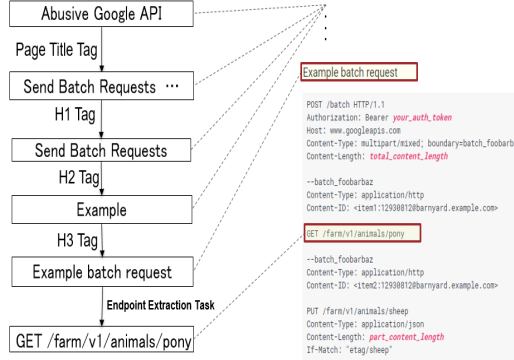 Abusive Google API
Page Title Tag
Send Batch Requests ⋯
H1 Tag
Send Batch Requests
H2 Tag
Example
H3 Tag
Example batch request
Endpoint Extraction Task
GET /farm/v1/animals/pony
Example batch request
POST /batch HTTP/1.1
Authorization: Bearer your_auth_token
Host: www.googleapis.com
Content-Type: multipart/mixed; boundary=batch_foobarb
Content-Length: total_content_length
--batch_foobarbaz
Content-Type: application/http
Content-ID: <item1:12930812@barnyard.example.com>
GET /farm/v1/animals/pony
--batch_foobarbaz
Content-Type: application/http
Content-ID: <item2:12930812@barnyard.example.com>
PUT /farm/v1/animals/sheep
Content-Type: application/json
Content-Length: part_content_length
If-Match: "etag/sheep"